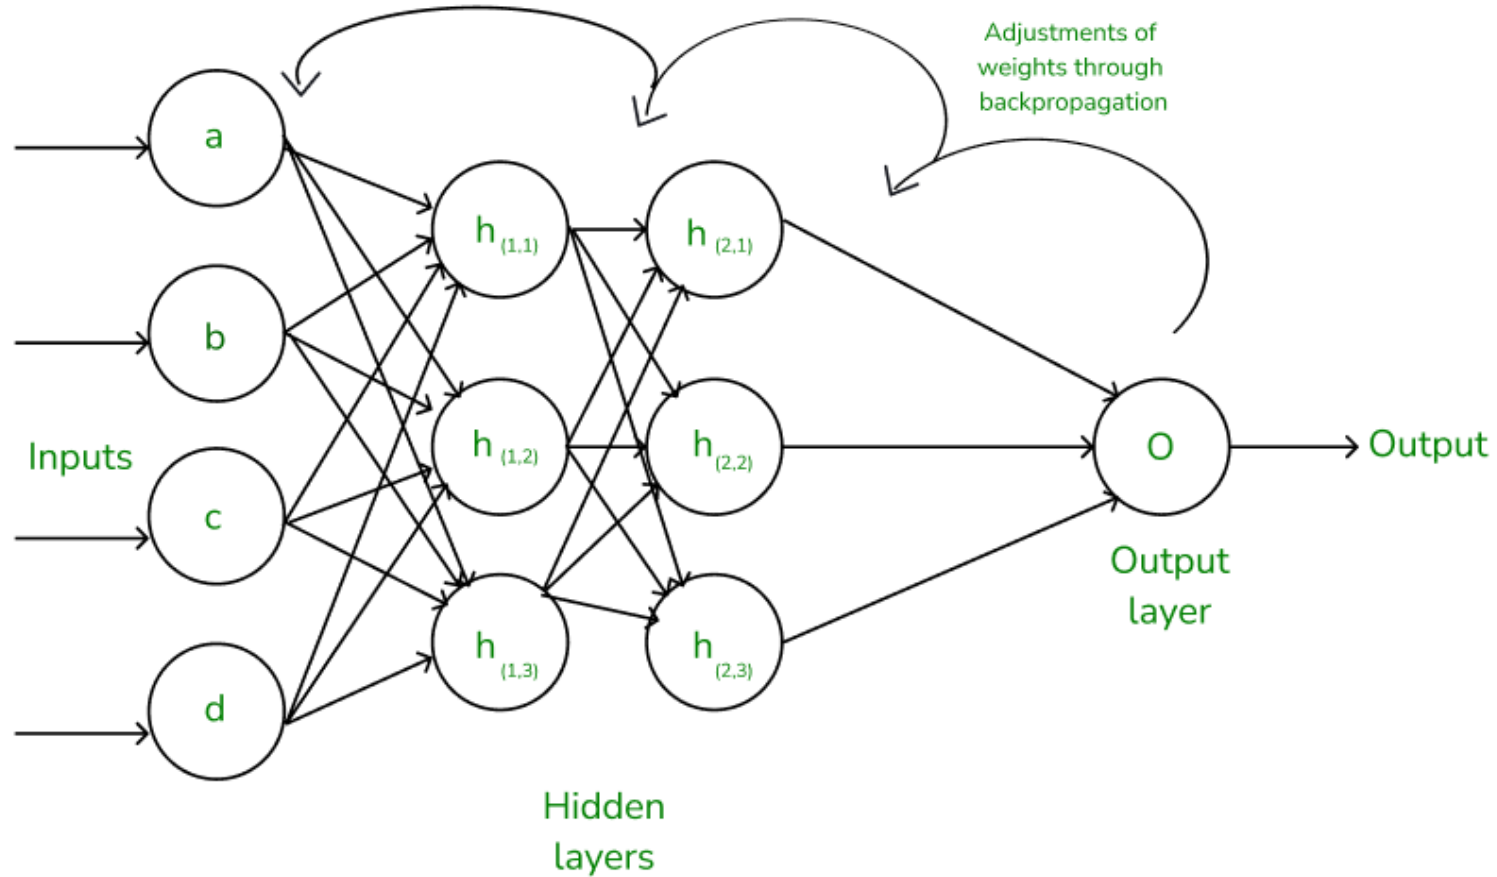 Adjustments of
weights through
backpropagation
a
h (1,1)
h (2,1)
b
Inputs
h (1,2)
h (2,2)
O
Output
c
Output
layer
d
h (1,3)
h (2,3)
Hidden
layers